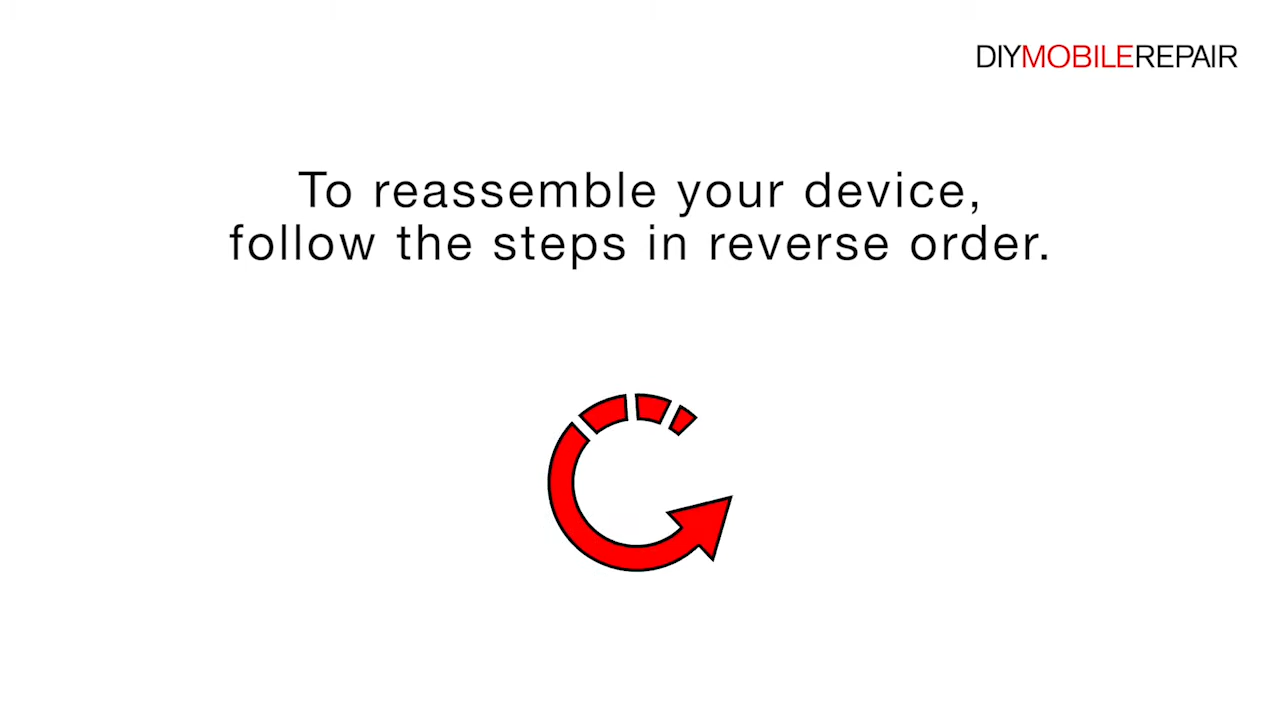 DIYMOBILEREPAIR
To reassemble your device,
follow the steps in reverse order.